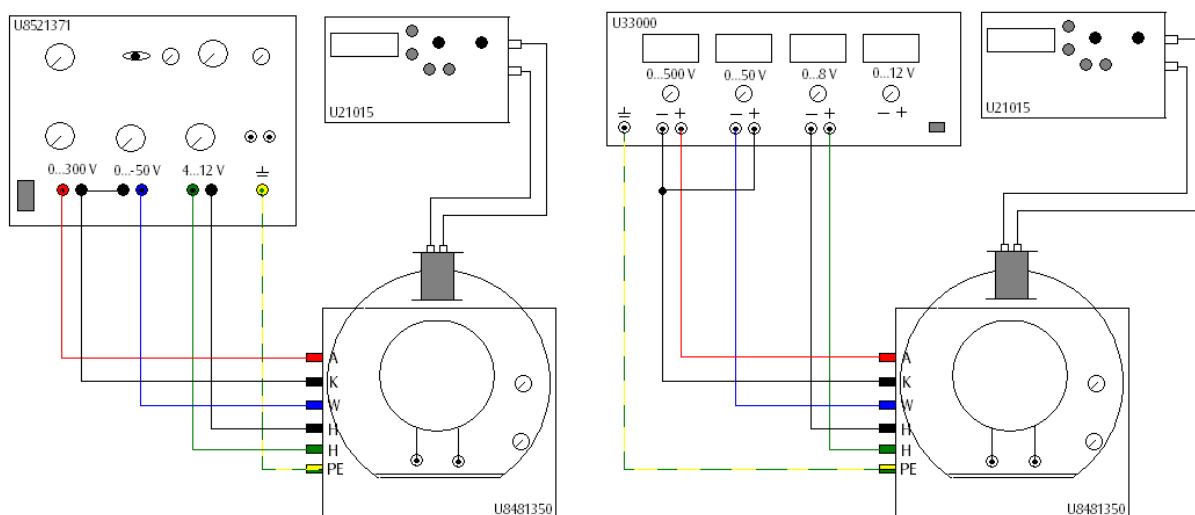 U8521371
0...300 V
0...-50 V
4...12 V
U21015
A
K
W
H
H
PE
U8481350
U33000
0...500 V
0...50 V
0...8 V
0...12 V
− +
− +
− +
− +
U21015
A
K
W
H
H
PE
U8481350